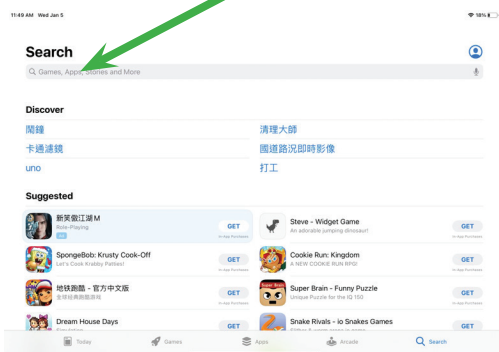 11:49 AM Wed Jan 5
18%
Search
Games, Apps, Stories and More
Discover
鬧鐘
清理大師
卡通濾鏡
國道路況即時影像
uno
打工
Suggested
新笑傲江湖M
Role-Playing
GET
In-App Purchases
Steve - Widget Game
An adorable jumping dinosaur!
GET
In-App Purchases
SpongeBob: Krusty Cook-Off
Let's Cook Krabby Patties!
GET
In-App Purchases
Cookie Run: Kingdom
A NEW COOKIE RUN RPG!
GET
In-App Purchases
地铁跑酷 - 官方中文版
全球经典跑酷游戏
GET
In-App Purchases
Super Brain - Funny Puzzle
Unique Puzzle for the IQ 100
GET
In-App Purchases
Dream House Days
GET
Snake Rivals - io Snakes Games
GET
Today
Games
Apps
Arcade
Search